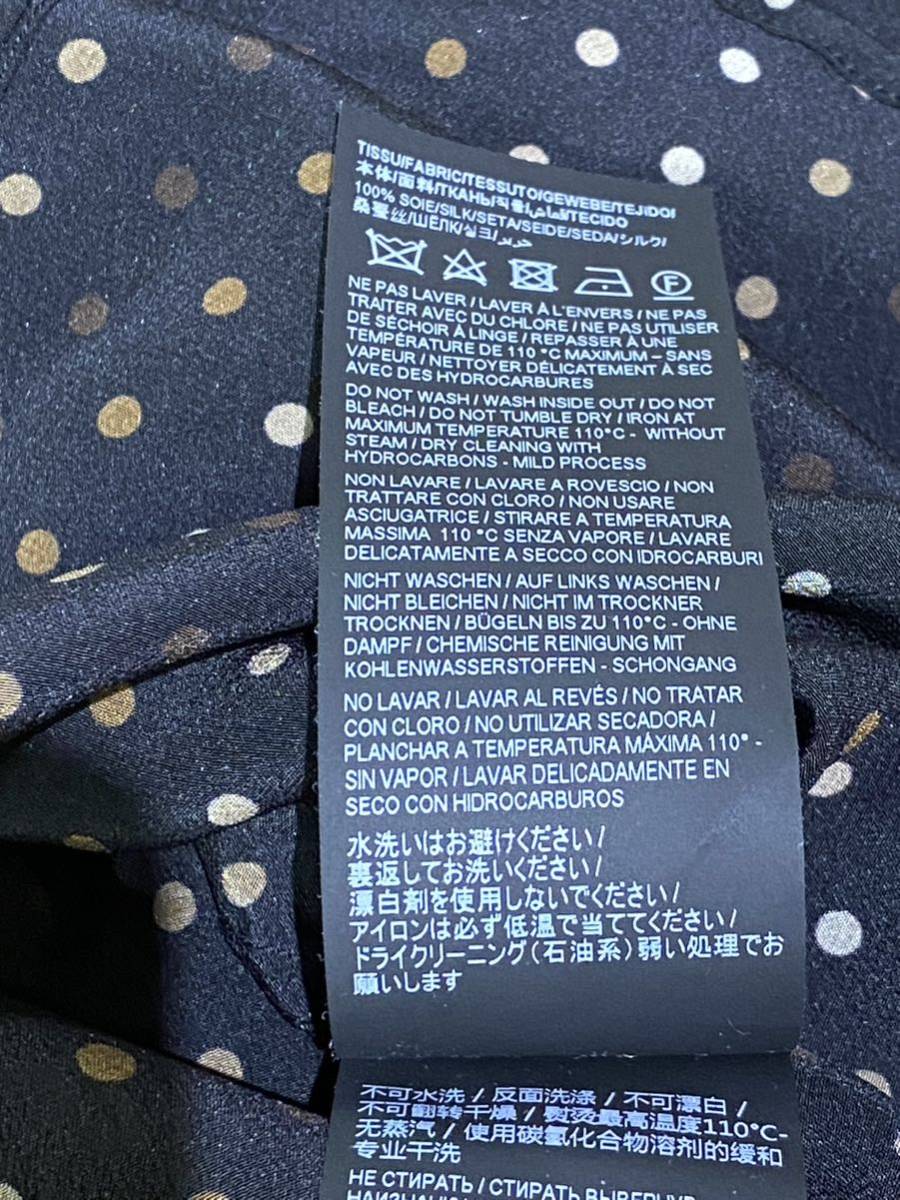 TISSU/FABRIC/TESSUTO/GEWEBE/TEJIDO/
本体/面料/ТКАНЬ/직물/قماش/TECIDO
100% SOIE/SILK/SETA/SEIDE/SEDA/シルク/
桑蚕丝/ШЁЛК/실크/حرير
F
NE PAS LAVER / LAVER À L'ENVERS / NE PAS
TRAITER AVEC DU CHLORE / NE PAS UTILISER
DE SÉCHOIR À LINGE / REPASSER À UNE
TEMPÉRATURE DE 110 °C MAXIMUM – SANS
VAPEUR / NETTOYER DÉLICATEMENT À SEC
AVEC DES HYDROCARBURES
DO NOT WASH / WASH INSIDE OUT / DO NOT
BLEACH / DO NOT TUMBLE DRY / IRON AT
MAXIMUM TEMPERATURE 110°C - WITHOUT
STEAM / DRY CLEANING WITH
HYDROCARBONS - MILD PROCESS
NON LAVARE / LAVARE A ROVESCIO / NON
TRATTARE CON CLORO / NON USARE
ASCIUGATRICE / STIRARE A TEMPERATURA
MASSIMA 110 °C SENZA VAPORE / LAVARE
DELICATAMENTE A SECCO CON IDROCARBURI
NICHT WASCHEN / AUF LINKS WASCHEN /
NICHT BLEICHEN / NICHT IM TROCKNER
TROCKNEN / BÜGELN BIS ZU 110°C - OHNE
DAMPF / CHEMISCHE REINIGUNG MIT
KOHLENWASSERSTOFFEN - SCHONGANG
NO LAVAR / LAVAR AL REVÉS / NO TRATAR
CON CLORO / NO UTILIZAR SECADORA /
PLANCHAR A TEMPERATURA MÁXIMA 110° -
SIN VAPOR / LAVAR DELICADAMENTE EN
SECO CON HIDROCARBUROS
水洗いはお避けください/
裏返してお洗いください/
漂白剤を使用しないでください/
アイロンは必ず低温で当ててください/
ドライクリーニング(石油系)弱い処理でお
願いします
不可水洗 / 反面洗涤 / 不可漂白 /
不可翻转干燥 / 熨烫最高温度110°C-
无蒸汽 / 使用碳氢化合物溶剂的缓和
专业干洗
НЕ СТИРАТЬ / СТИРАТЬ ВЫВЕРНУВ